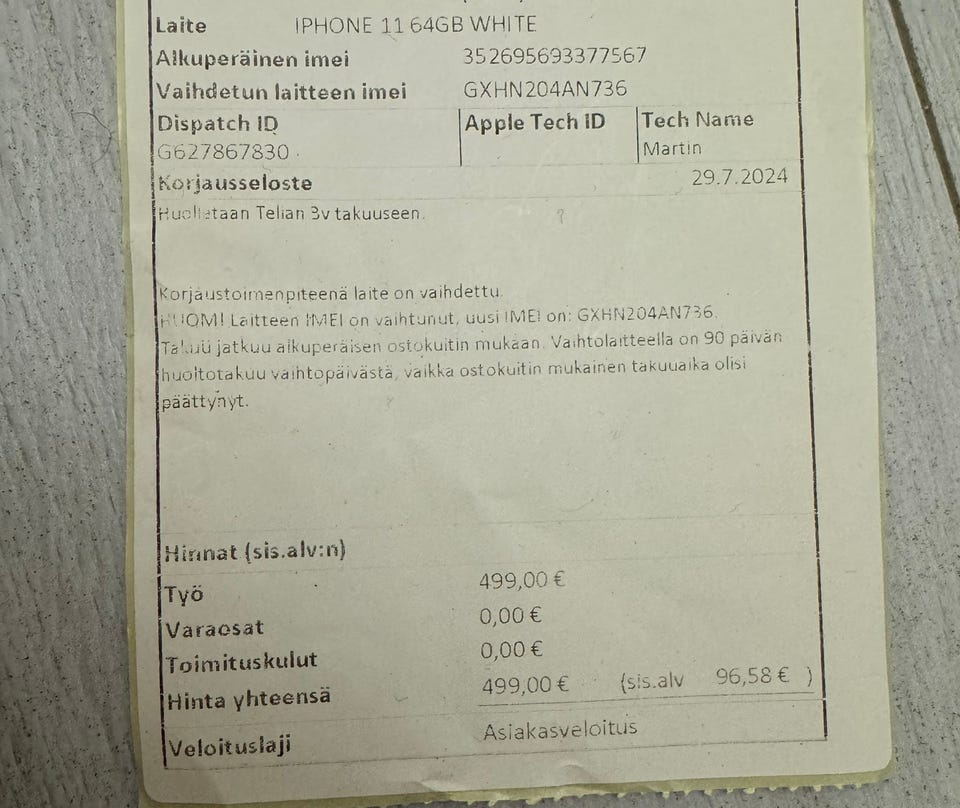 Laite IPHONE 11 64GB WHITE
Alkuperäinen imei 352695693377567
Vaihdetun laitteen imei GXHN204AN736
Dispatch ID Apple Tech ID Tech Name
G627867830 Martin
Korjausseloste 29.7.2024
Huolletaan Telian 3v takuuseen.
Korjaustoimenpiteenä laite on vaihdettu.
HUOM! Laitteen IMEI on vaihtunut, uusi IMEI on: GXHN204AN736.
Takuu jatkuu alkuperäisen ostokuitin mukaan. Vaihtolaitteella on 90 päivän
huoltotakuu vaihtopäivästä, vaikka ostokuitin mukainen takuuaika olisi
päättynyt.
Hinnat (sis.alv:n)
Työ 499,00 €
Varaosat 0,00 €
Toimituskulut 0,00 €
Hinta yhteensä 499,00 € (sis.alv 96,58 € )
Veloituslaji Asiakasveloitus